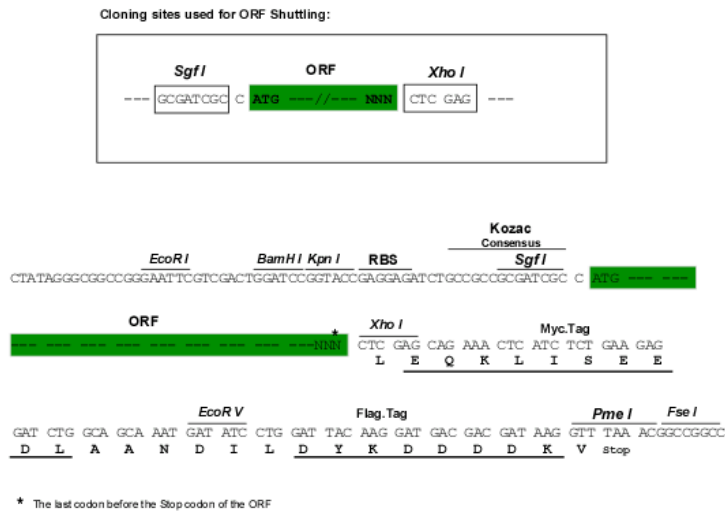 Cloning sites used for ORF Shuttling:
Sgf I ORF Xho I
--- GCGATCGC C ATG ---//--- NNN CTC GAG ---
Kozac
Consensus
EcoR I BamH I Kpn I RBS Sgf I
CTATAGGGCGGCCGGGAATTCGTCGACTGGATCCGGTACCGAGGAGATCTGCCGCCGCGATCGC C ATG --- ---
ORF
*
Xho I Myc.Tag
--- --- --- --- --- --- --- --- --- --- ---NNN CTC GAG CAG AAA CTC ATC TCT GAA GAG
L E Q K L I S E E
EcoR V Flag.Tag Pme I Fse I
GAT CTG GCA GCA AAT GAT ATC CTG GAT TAC AAG GAT GAC GAC GAT AAG GTT TAA ACGGCCGGCC
D L A A N D I L D Y K D D D D K V Stop
* The last codon before the Stop codon of the ORF